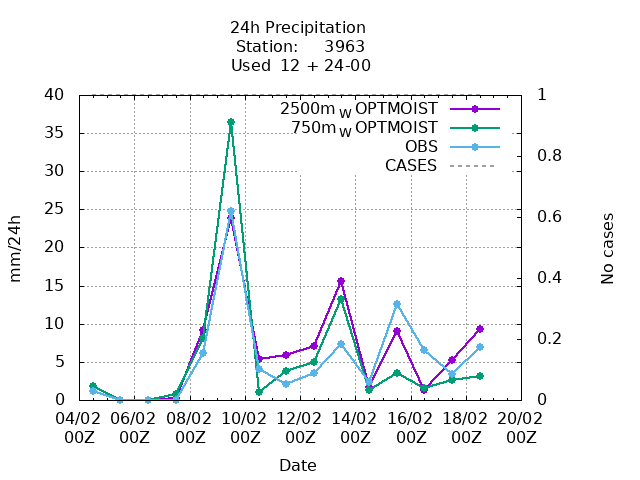 24h Precipitation
Station: 3963
Used 12 + 24-00
40 1
2500m W OPTMOIST
35
750m W OPTMOIST
OBS
0.8
CASES
30
25
0.6
20
mm/24h
No cases
15
0.4
10
0.2
5
0 0
04/02 06/02 08/02 10/02 12/02 14/02 16/02 18/02 20/02
00Z 00Z 00Z 00Z 00Z 00Z 00Z 00Z 00Z
Date